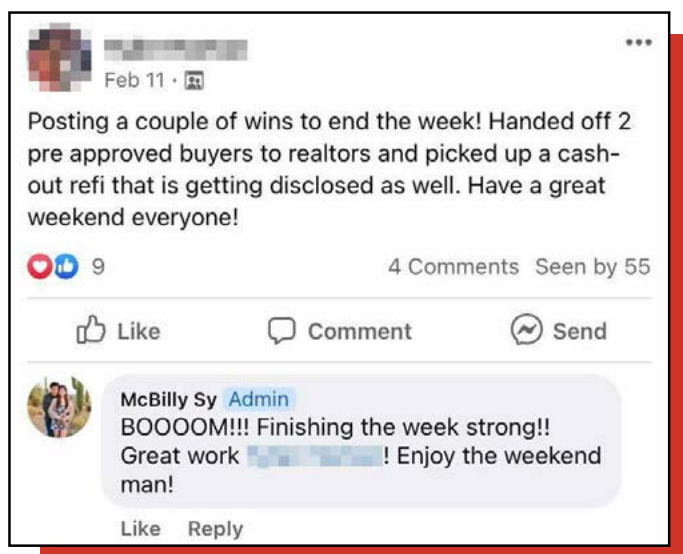 Feb 11 ·
Posting a couple of wins to end the week! Handed off 2
pre approved buyers to realtors and picked up a cash-
out refi that is getting disclosed as well. Have a great
weekend everyone!
9
4 Comments Seen by 55
Like Comment Send
McBilly Sy Admin
BOOOOM!!! Finishing the week strong!!
Great work ! Enjoy the weekend
man!
Like Reply